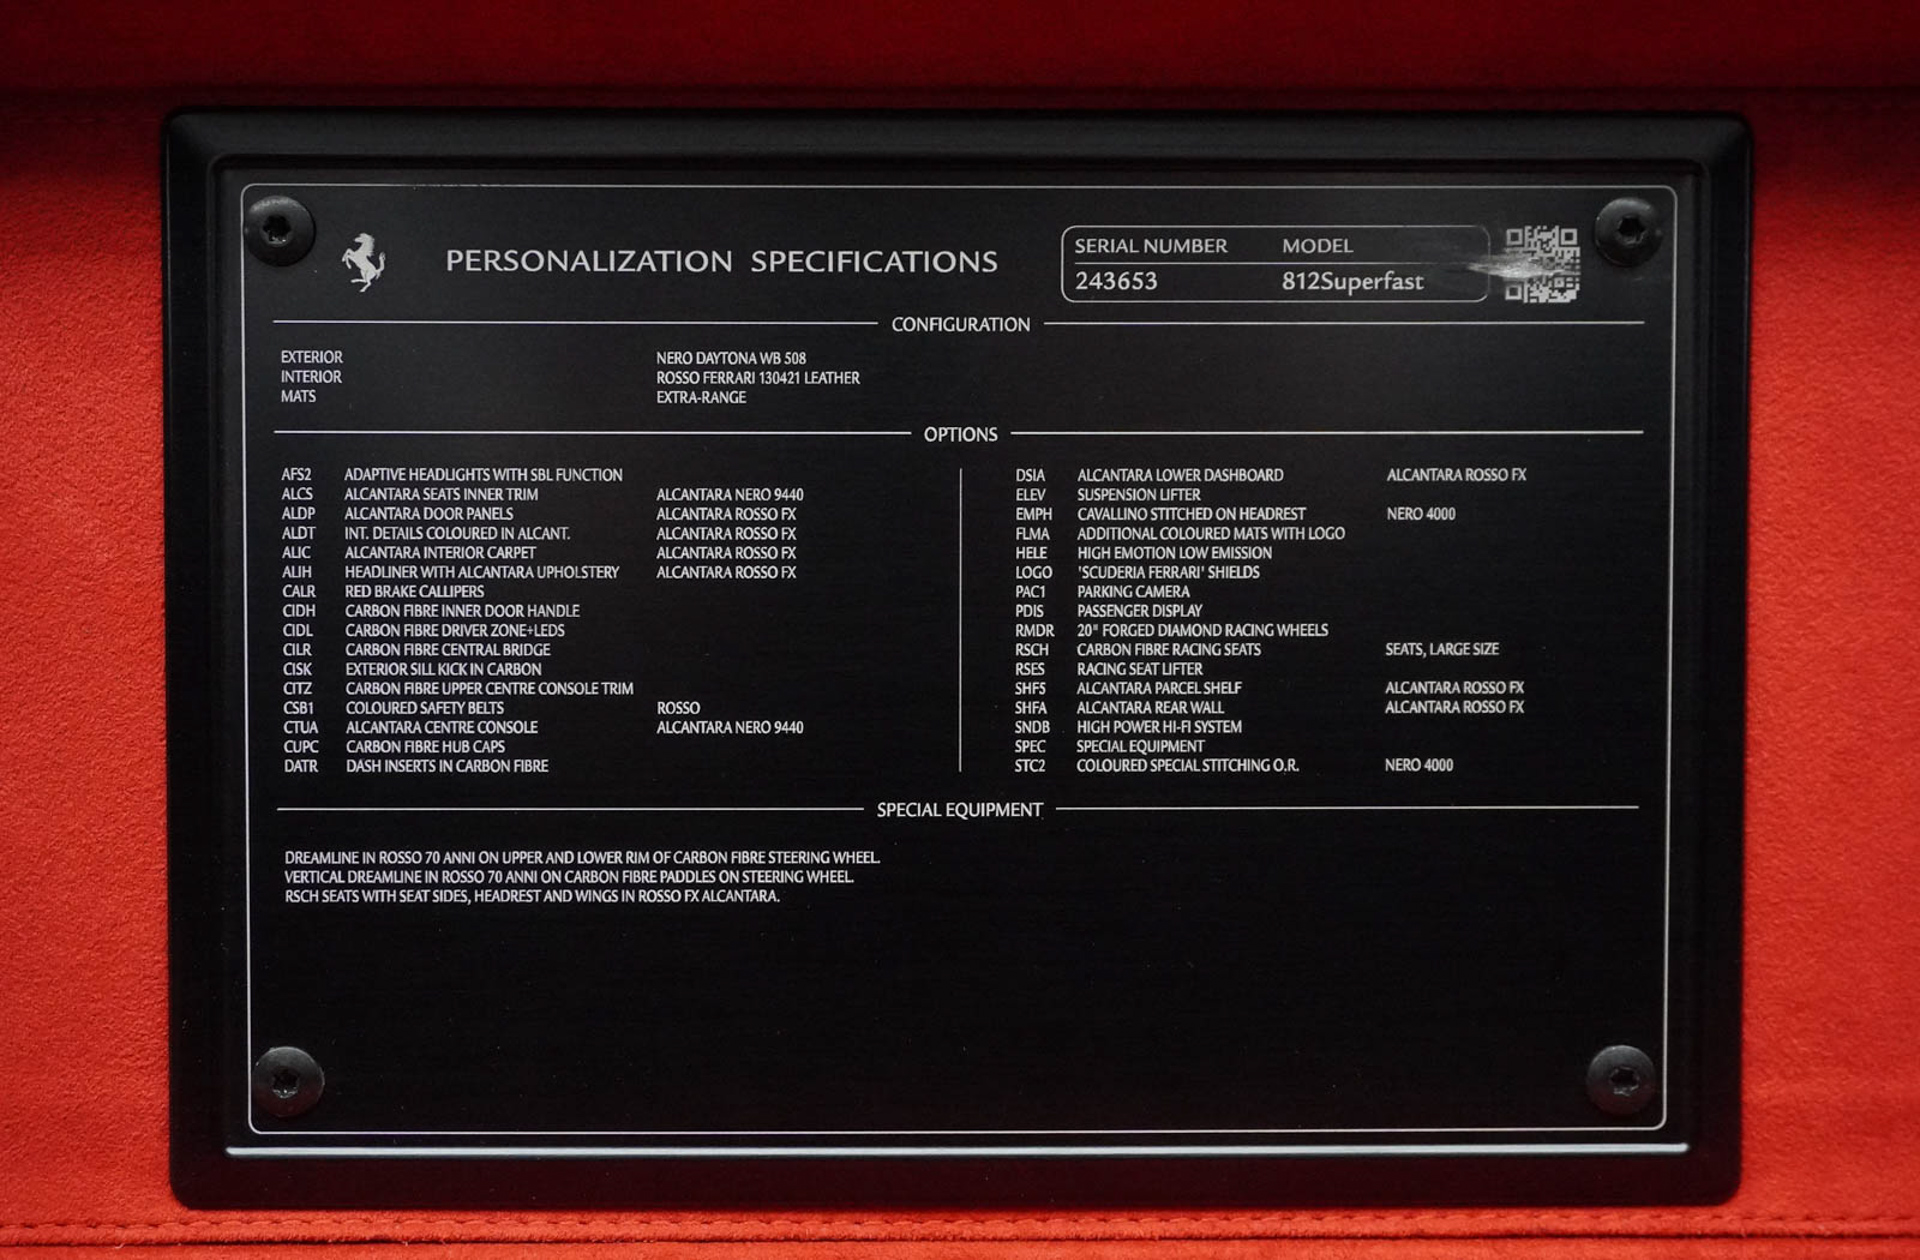 PERSONALIZATION SPECIFICATIONS
SERIAL NUMBER MODEL
243653 812Superfast
CONFIGURATION
EXTERIOR NERO DAYTONA WB 508
INTERIOR ROSSO FERRARI 130421 LEATHER
MATS EXTRA-RANGE
OPTIONS
AFS2 ADAPTIVE HEADLIGHTS WITH SBL FUNCTION
ALCS ALCANTARA SEATS INNER TRIM ALCANTARA NERO 9440
ALDP ALCANTARA DOOR PANELS ALCANTARA ROSSO FX
ALDT INT. DETAILS COLOURED IN ALCANT. ALCANTARA ROSSO FX
ALIC ALCANTARA INTERIOR CARPET ALCANTARA ROSSO FX
ALIH HEADLINER WITH ALCANTARA UPHOLSTERY ALCANTARA ROSSO FX
CALR RED BRAKE CALLIPERS
CIDH CARBON FIBRE INNER DOOR HANDLE
CIDL CARBON FIBRE DRIVER ZONE+LEDS
CILR CARBON FIBRE CENTRAL BRIDGE
CISK EXTERIOR SILL KICK IN CARBON
CITZ CARBON FIBRE UPPER CENTRE CONSOLE TRIM
CSB1 COLOURED SAFETY BELTS ROSSO
CTUA ALCANTARA CENTRE CONSOLE ALCANTARA NERO 9440
CUPC CARBON FIBRE HUB CAPS
DATR DASH INSERTS IN CARBON FIBRE
DSIA ALCANTARA LOWER DASHBOARD ALCANTARA ROSSO FX
ELEV SUSPENSION LIFTER
EMPH CAVALLINO STITCHED ON HEADREST NERO 4000
FLMA ADDITIONAL COLOURED MATS WITH LOGO
HELE HIGH EMOTION LOW EMISSION
LOGO 'SCUDERIA FERRARI' SHIELDS
PAC1 PARKING CAMERA
PDIS PASSENGER DISPLAY
RMDR 20" FORGED DIAMOND RACING WHEELS
RSCH CARBON FIBRE RACING SEATS SEATS, LARGE SIZE
RSES RACING SEAT LIFTER
SHFS ALCANTARA PARCEL SHELF ALCANTARA ROSSO FX
SHFA ALCANTARA REAR WALL ALCANTARA ROSSO FX
SNDB HIGH POWER HI-FI SYSTEM
SPEC SPECIAL EQUIPMENT
STC2 COLOURED SPECIAL STITCHING O.R. NERO 4000
SPECIAL EQUIPMENT
DREAMLINE IN ROSSO 70 ANNI ON UPPER AND LOWER RIM OF CARBON FIBRE STEERING WHEEL.
VERTICAL DREAMLINE IN ROSSO 70 ANNI ON CARBON FIBRE PADDLES ON STEERING WHEEL.
RSCH SEATS WITH SEAT SIDES, HEADREST AND WINGS IN ROSSO FX ALCANTARA.